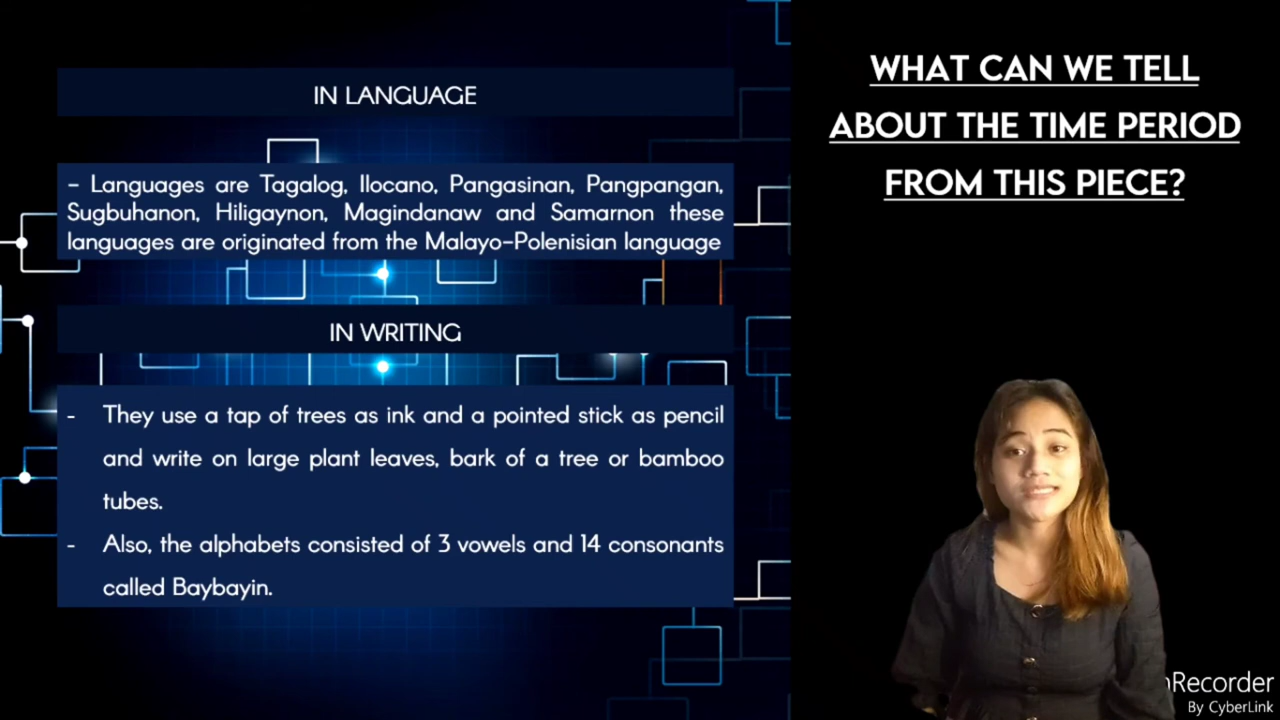 IN LANGUAGE
- Languages are Tagalog, Ilocano, Pangasinan, Pangpangan,
Sugbuhanon, Hiligaynon, Magindanaw and Samarnon these
languages are originated from the Malayo-Polenisian language
IN WRITING
- They use a tap of trees as ink and a pointed stick as pencil
and write on large plant leaves, bark of a tree or bamboo
tubes.
- Also, the alphabets consisted of 3 vowels and 14 consonants
called Baybayin.
WHAT CAN WE TELL
ABOUT THE TIME PERIOD
FROM THIS PIECE?
Recorder
By CyberLink